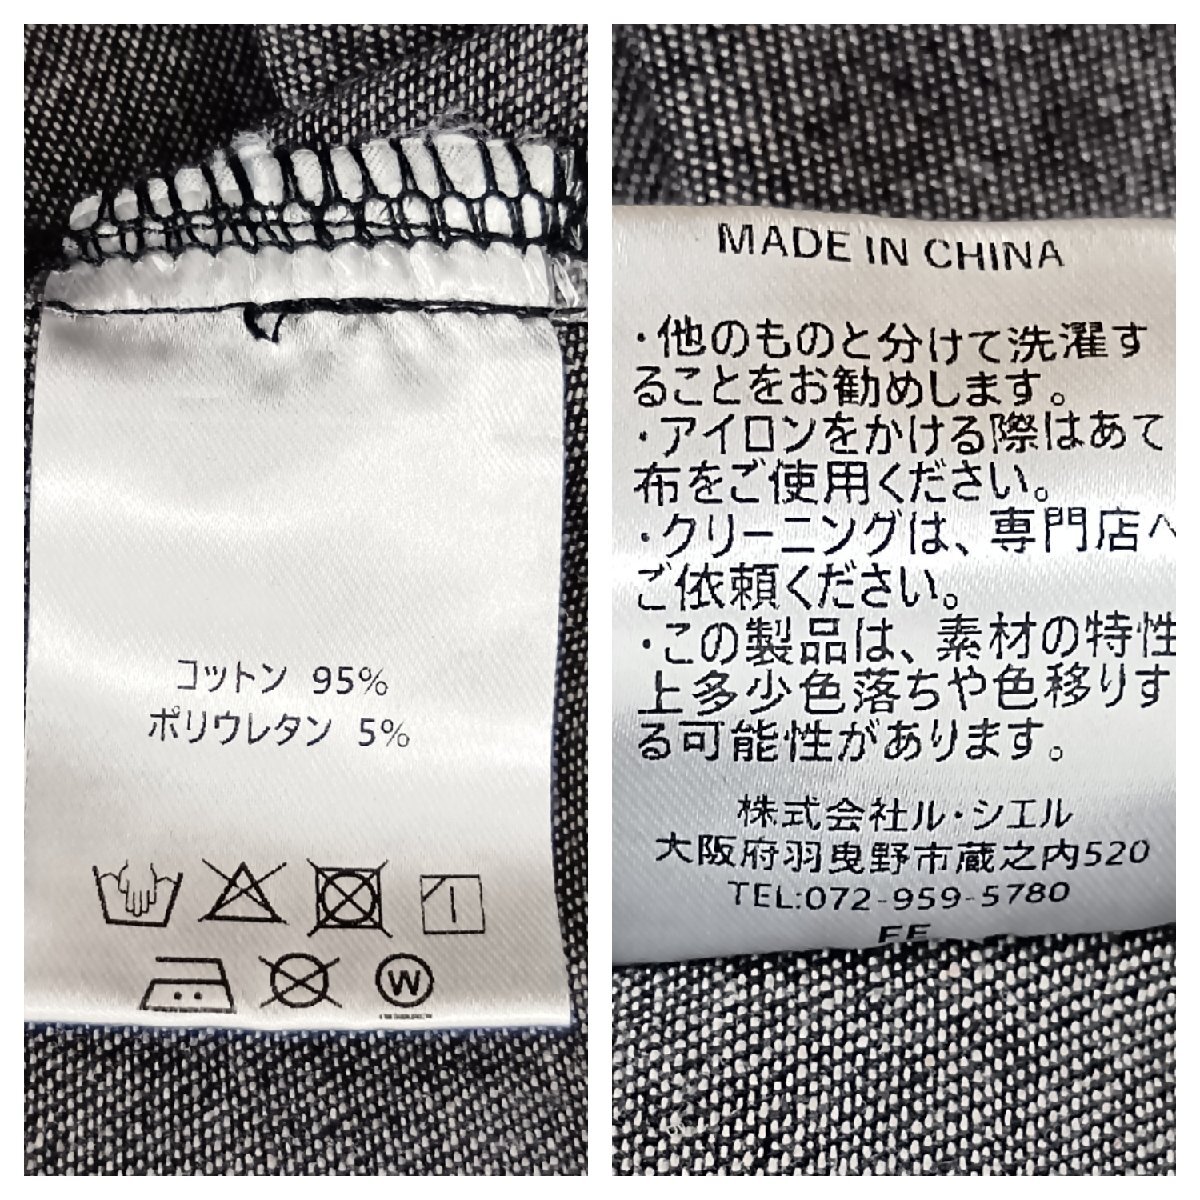 コットン 95%
ポリウレタン 5%
W
MADE IN CHINA
・他のものと分けて洗濯す
ることをお勧めします。
・アイロンをかける際はあて
布をご使用ください。
・クリーニングは、専門店へ
ご依頼ください。
・この製品は、素材の特性
上多少色落ちや色移りす
る可能性があります。
株式会社ル・シエル
大阪府羽曳野市蔵之内520
TEL:072-959-5780